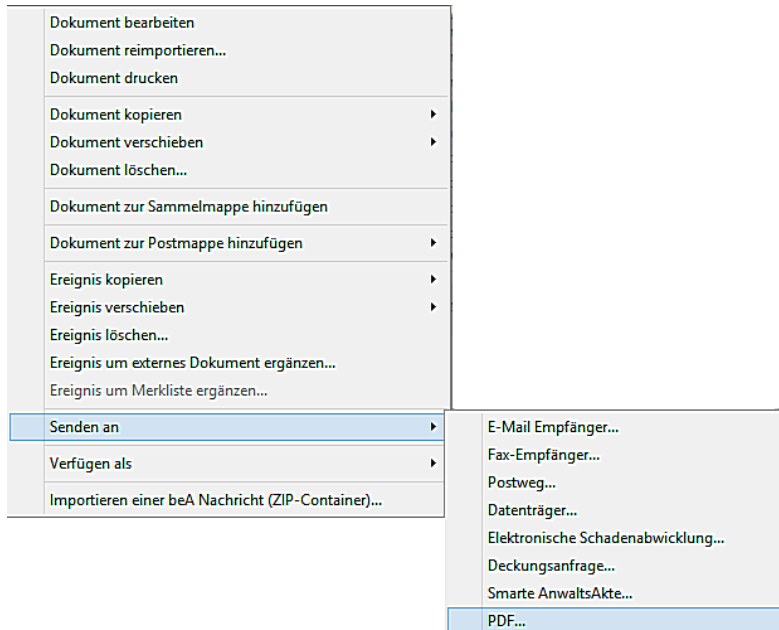 Dokument bearbeiten
Dokument reimportieren...
Dokument drucken
Dokument kopieren
Dokument verschieben
Dokument löschen...
Dokument zur Sammelmappe hinzufügen
Dokument zur Postmappe hinzufügen
Ereignis kopieren
Ereignis verschieben
Ereignis löschen...
Ereignis um externes Dokument ergänzen...
Ereignis um Merkliste ergänzen...
Senden an
Verfügen als
Importieren einer beA Nachricht (ZIP-Container)...
E-Mail Empfänger...
Fax-Empfänger...
Postweg...
Datenträger...
Elektronische Schadenabwicklung...
Deckungsanfrage...
Smarte AnwaltsAkte...
PDF...